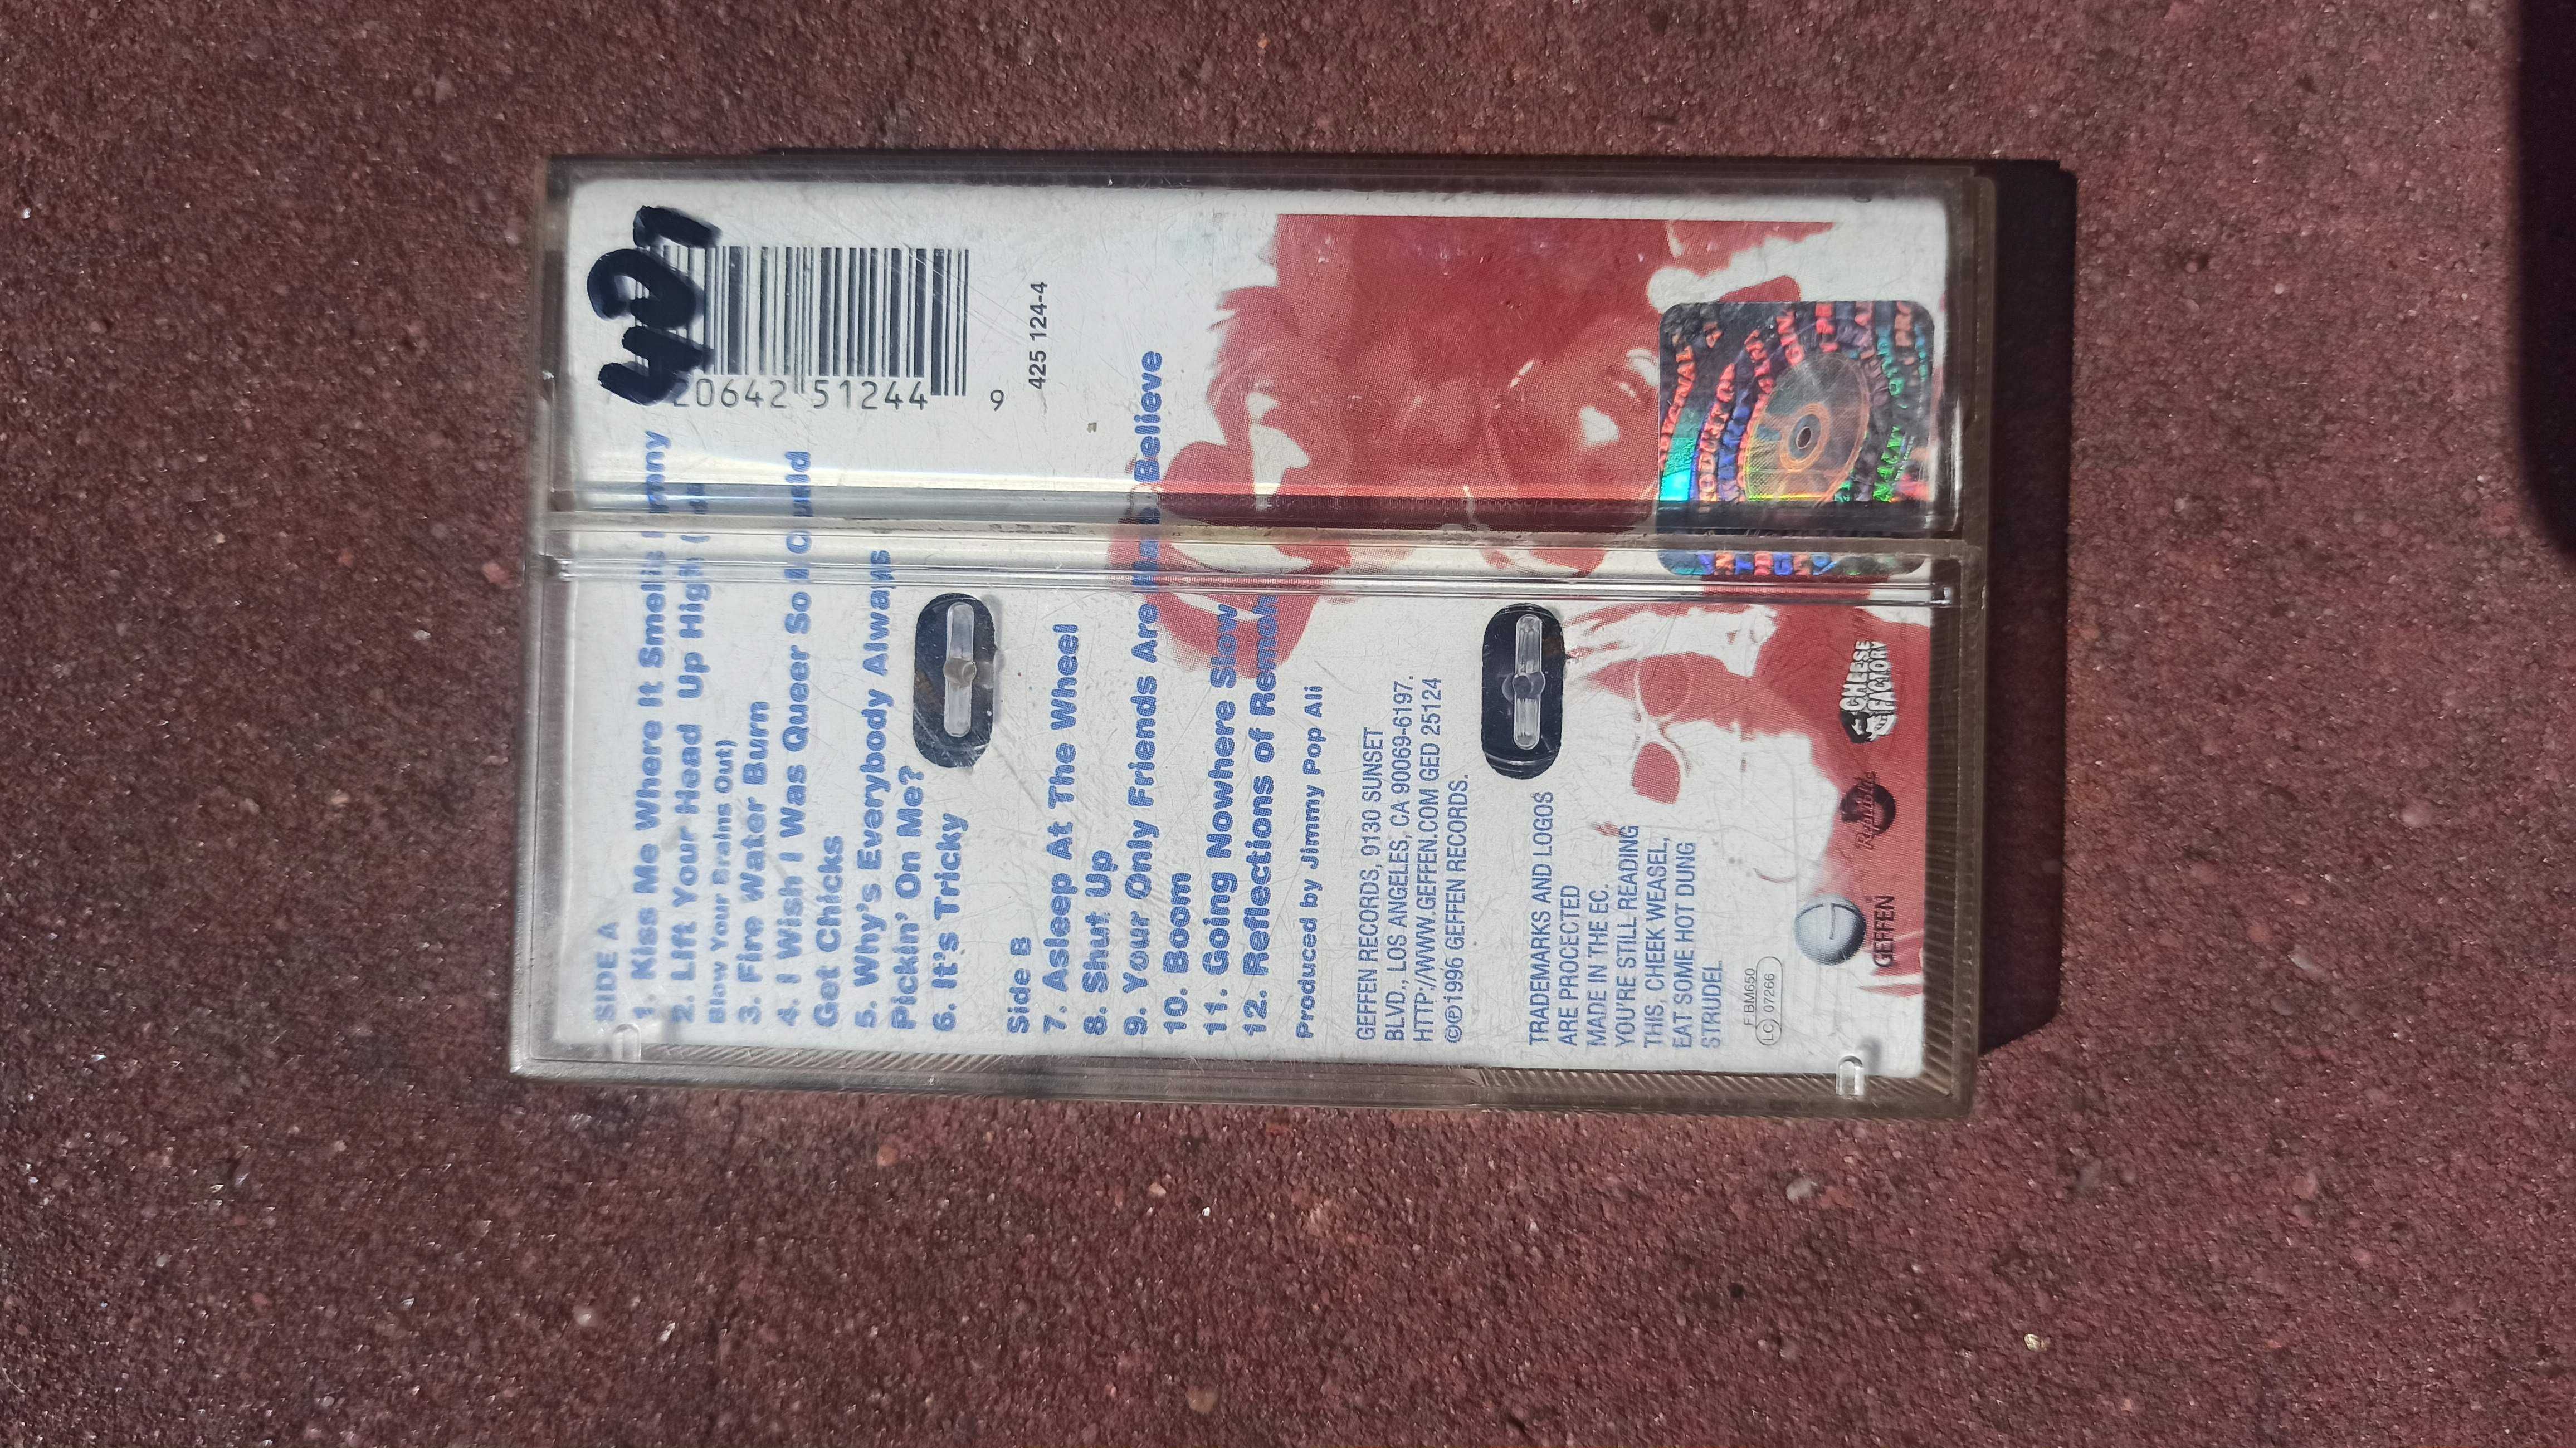 SIDE A
1. Kiss Me Where It Smells Funny
2. Lift Your Head Up High (And
Blow Your Brains Out)
3. Fire Water Burn
4. I Wish I Was Queer So I Could
Get Chicks
5. Why's Everybody Always
Pickin' On Me?
6. It's Tricky
Side B
7. Asleep At The Wheel
8. Shut Up
9. Your Only Friends Are Make Believe
10. Boom
11. Going Nowhere Slow
12. Reflections of Remoh
Produced by Jimmy Pop Ali
GEFFEN RECORDS, 9130 SUNSET
BLVD., LOS ANGELES, CA 90069-6197.
HTTP://WWW.GEFFEN.COM GED 25124
©℗1996 GEFFEN RECORDS.
TRADEMARKS AND LOGOS
ARE PROCECTED
MADE IN THE EC.
YOU'RE STILL READING
THIS, CHEEK WEASEL,
EAT SOME HOT DUNG
STRUDEL
F BM650
LC 07266
GEFFEN
Republic
CHEESE
FACTORY
20642 51244 9
425 124-4